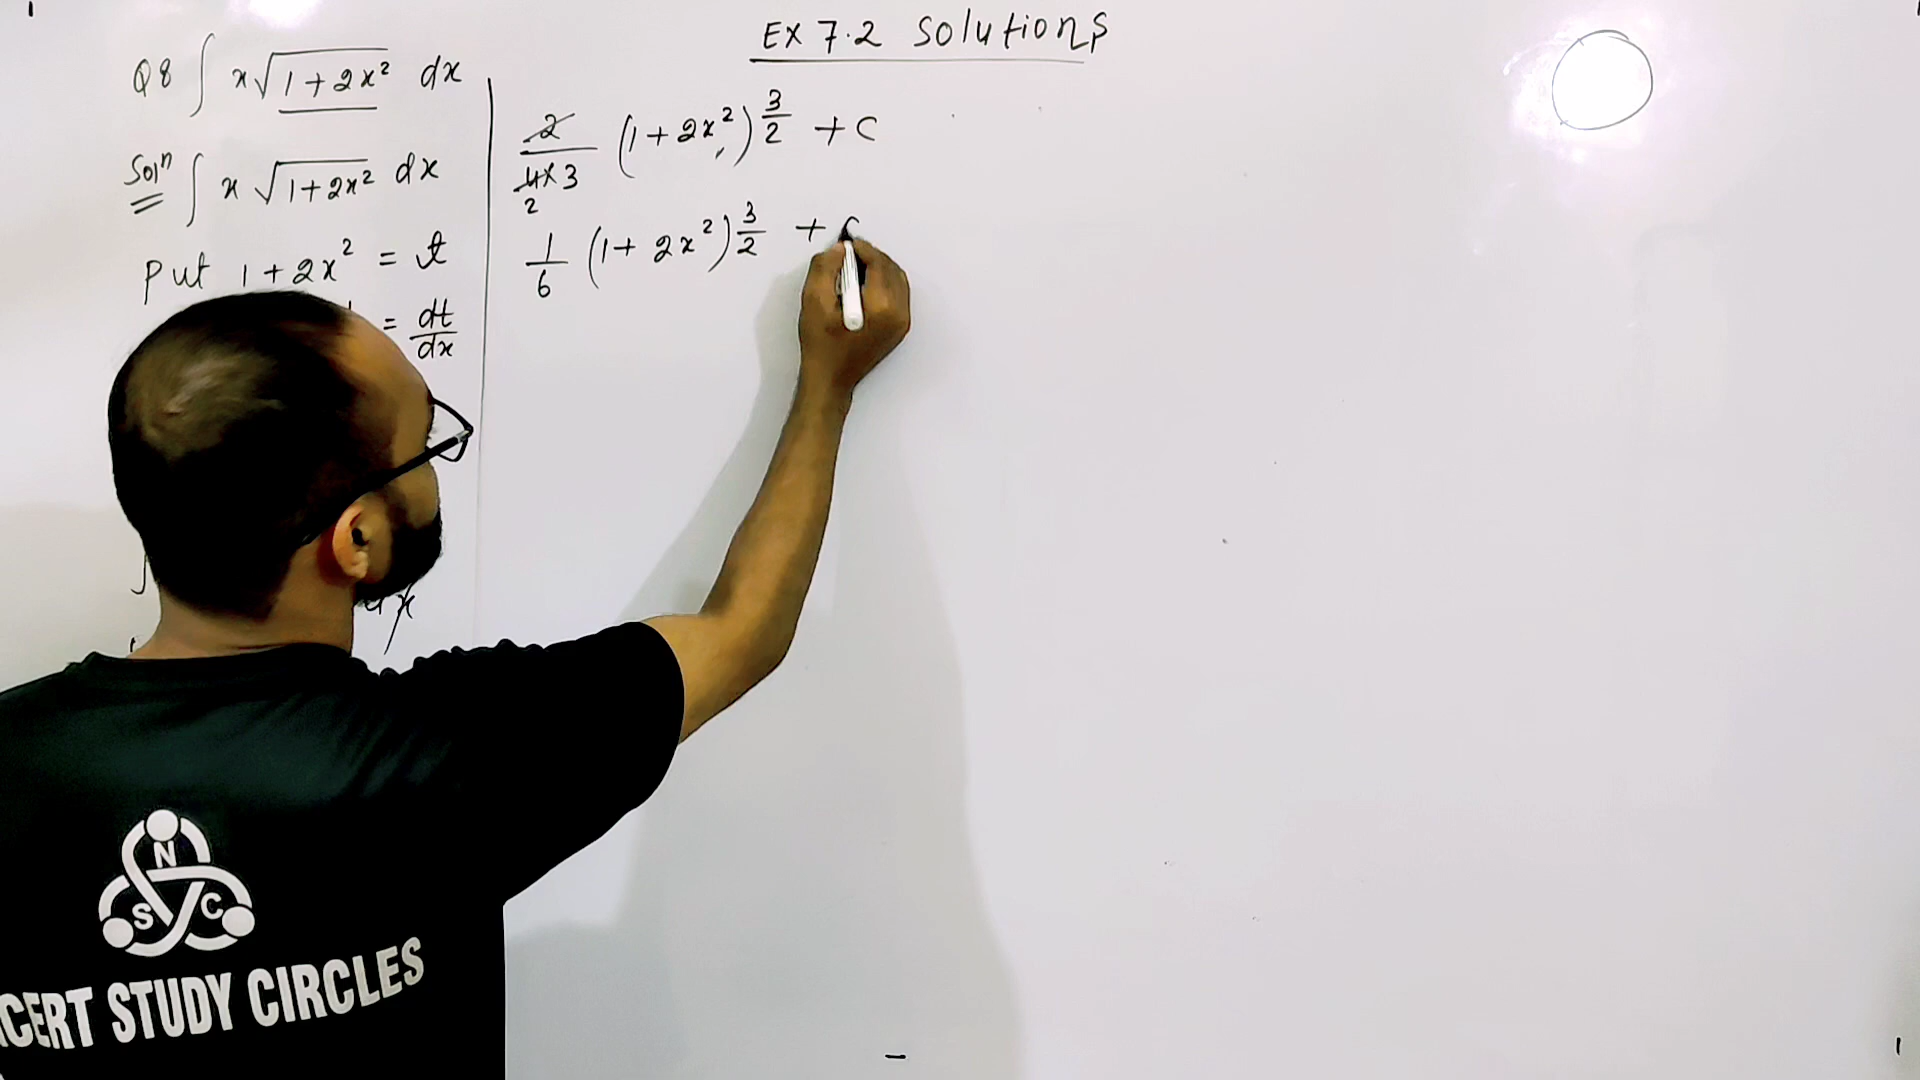 Ex 7.2 Solutions
Q8 ∫ x√(1+2x²) dx
Solⁿ ∫ x √(1+2x²) dx
Put 1+2x² = t
= dt/dx
2/(4×3) (1+2x²)^(3/2) + C
2
1/6 (1+2x²)^(3/2) + C
N
S C
CERT STUDY CIRCLES